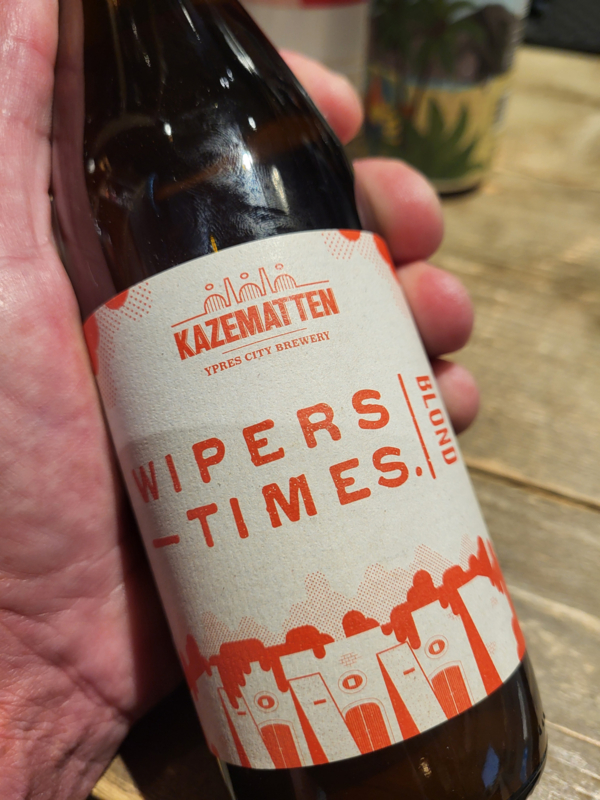 KAZEMATTEN
YPRES CITY BREWERY
WIPERS
—TIMES.
BLOND